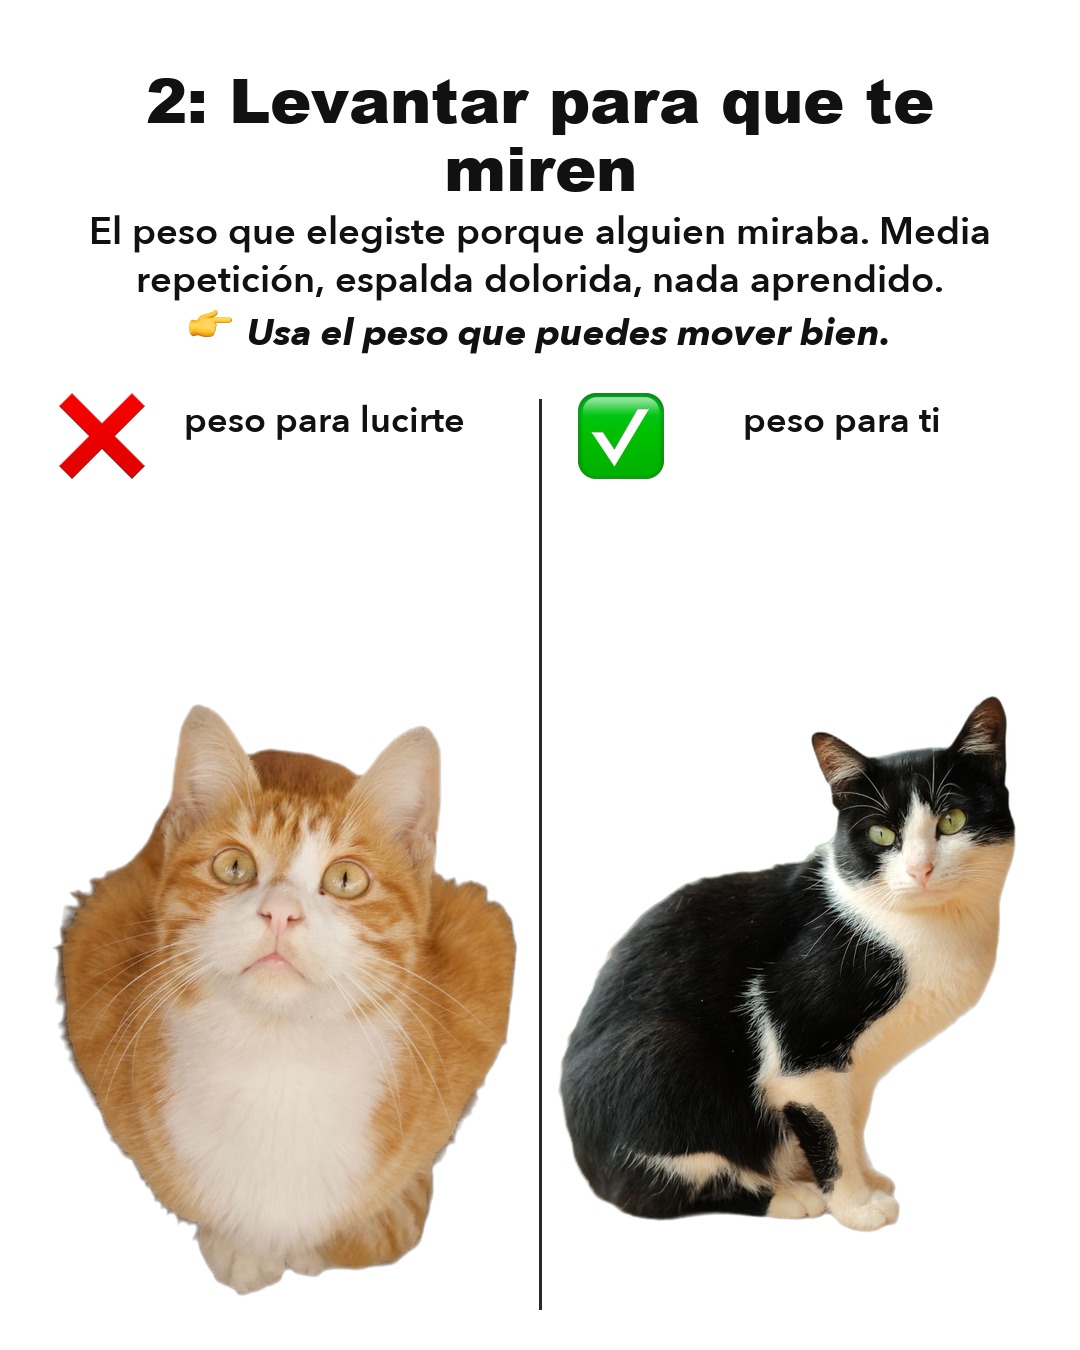 2: Levantar para que te
miren
El peso que elegiste porque alguien miraba. Media
repetición, espalda dolorida, nada aprendido.
👉 Usa el peso que puedes mover bien.
❌ peso para lucirte
✅ peso para ti